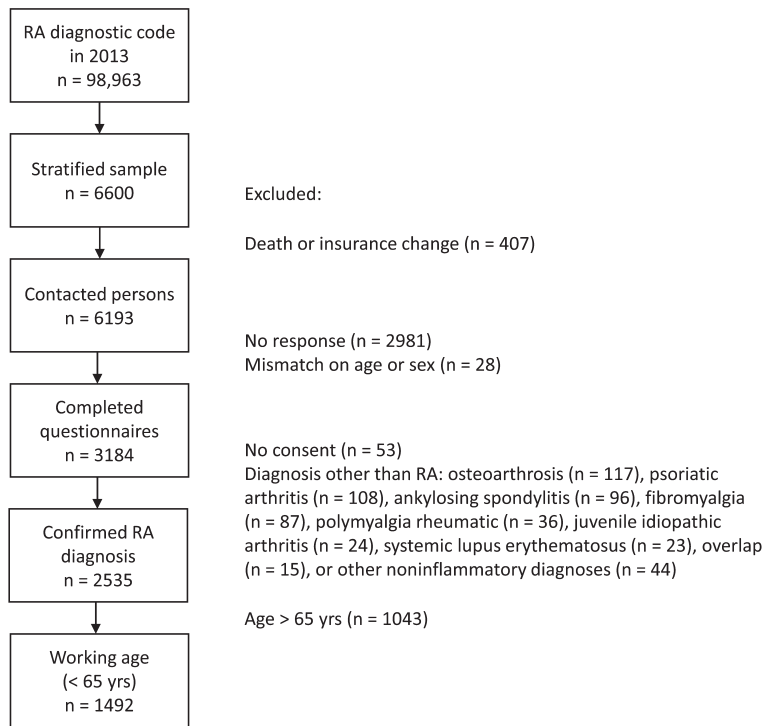 RA diagnostic code
in 2013
n = 98,963
Stratified sample
n = 6600
Excluded:
Death or insurance change (n = 407)
Contacted persons
n = 6193
No response (n = 2981)
Mismatch on age or sex (n = 28)
Completed
questionnaires
n = 3184
No consent (n = 53)
Diagnosis other than RA: osteoarthrosis (n = 117), psoriatic
arthritis (n = 108), ankylosing spondylitis (n = 96), fibromyalgia
(n = 87), polymyalgia rheumatic (n = 36), juvenile idiopathic
arthritis (n = 24), systemic lupus erythematosus (n = 23), overlap
(n = 15), or other noninflammatory diagnoses (n = 44)
Confirmed RA
diagnosis
n = 2535
Age > 65 yrs (n = 1043)
Working age
(< 65 yrs)
n = 1492